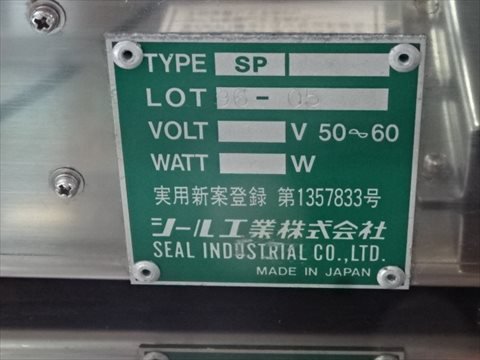 TYPE SP
LOT 96-05
VOLT V 50~60
WATT W
実用新案登録 第1357833号
シール工業株式会社
SEAL INDUSTRIAL CO.,LTD.
MADE IN JAPAN